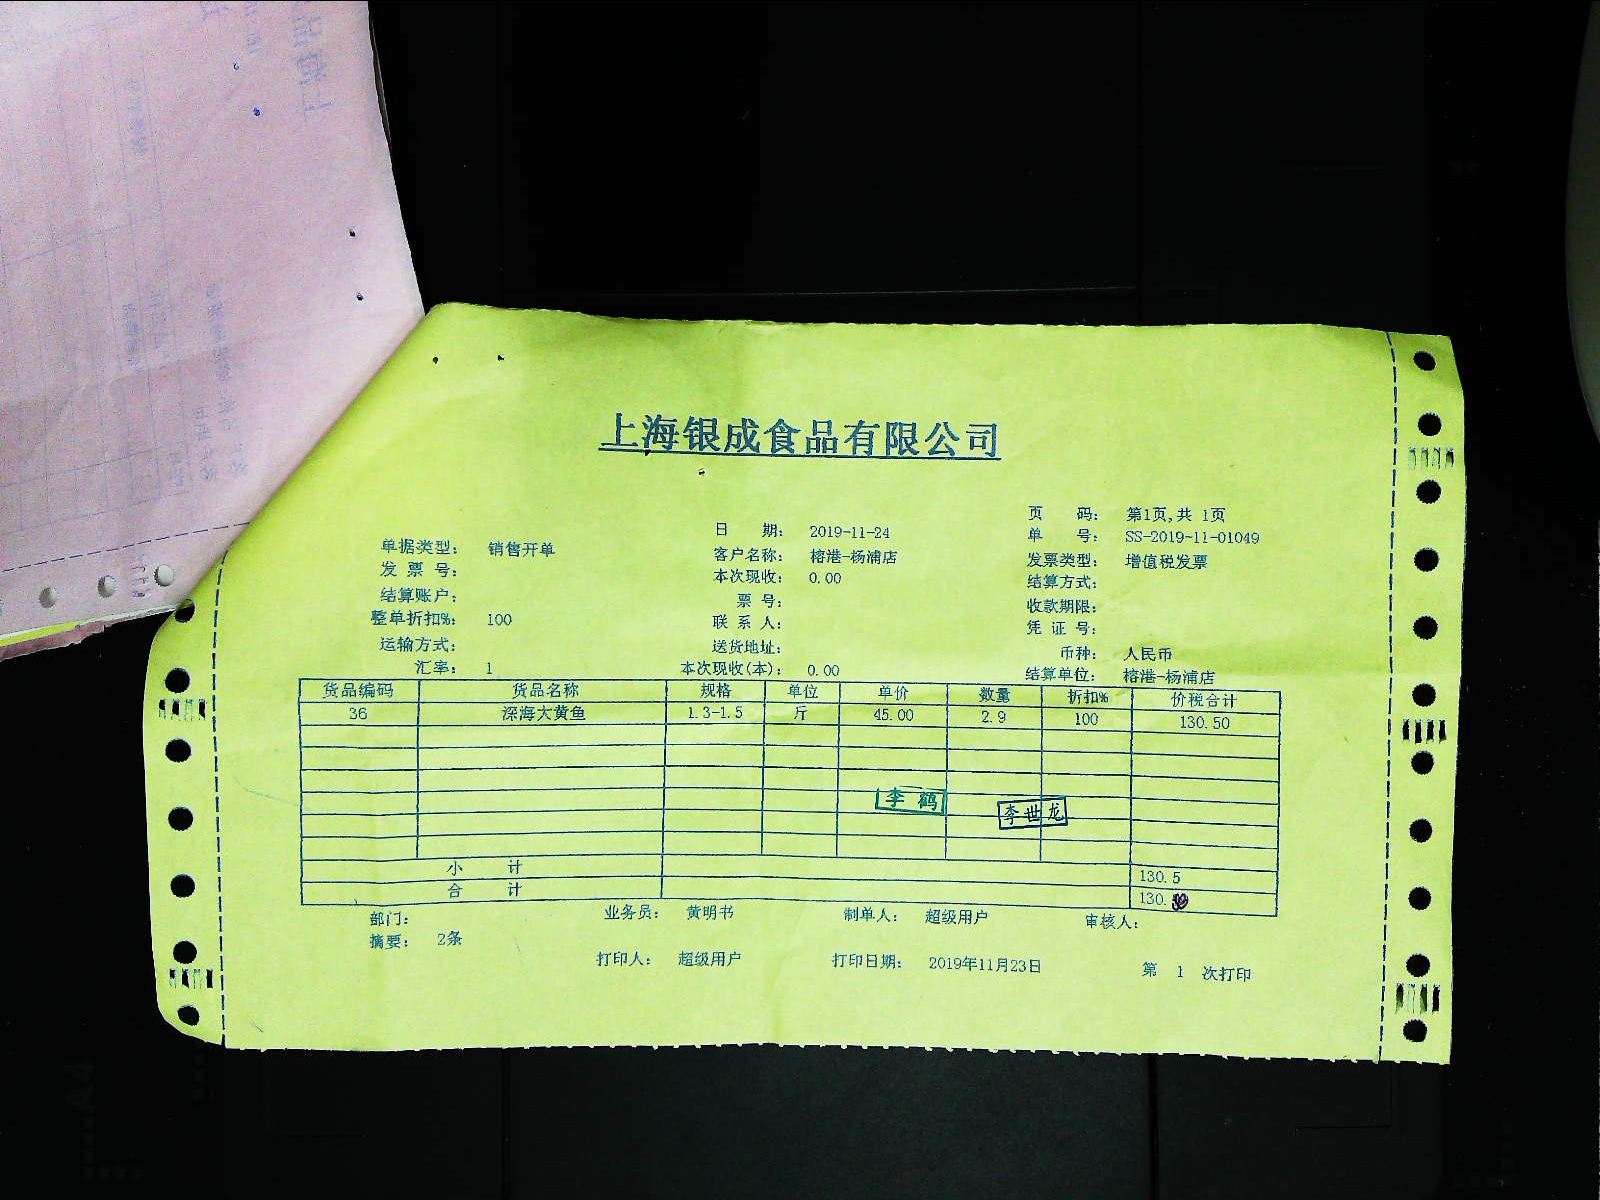 上海银成食品有限公司
页 码: 第1页,共 1页
日 期: 2019-11-24 单 号: SS-2019-11-01049
单据类型: 销售开单 客户名称: 榕港-杨浦店 发票类型: 增值税发票
发 票 号: 本次现收: 0.00 结算方式:
结算账户: 票 号: 收款期限:
整单折扣%: 100 联 系 人: 凭 证 号:
运输方式: 送货地址: 币种: 人民币
汇率: 1 本次现收(本): 0.00 结算单位: 榕港-杨浦店
货品编码 货品名称 规格 单位 单价 数量 折扣% 价税合计
36 深海大黄鱼 1.3-1.5 斤 45.00 2.9 100 130.50
李 鹤
李世龙
小 计 130.5
合 计 130.
部门: 业务员: 黄明书 制单人: 超级用户 审核人:
摘要: 2条
打印人: 超级用户 打印日期: 2019年11月23日 第 1 次打印